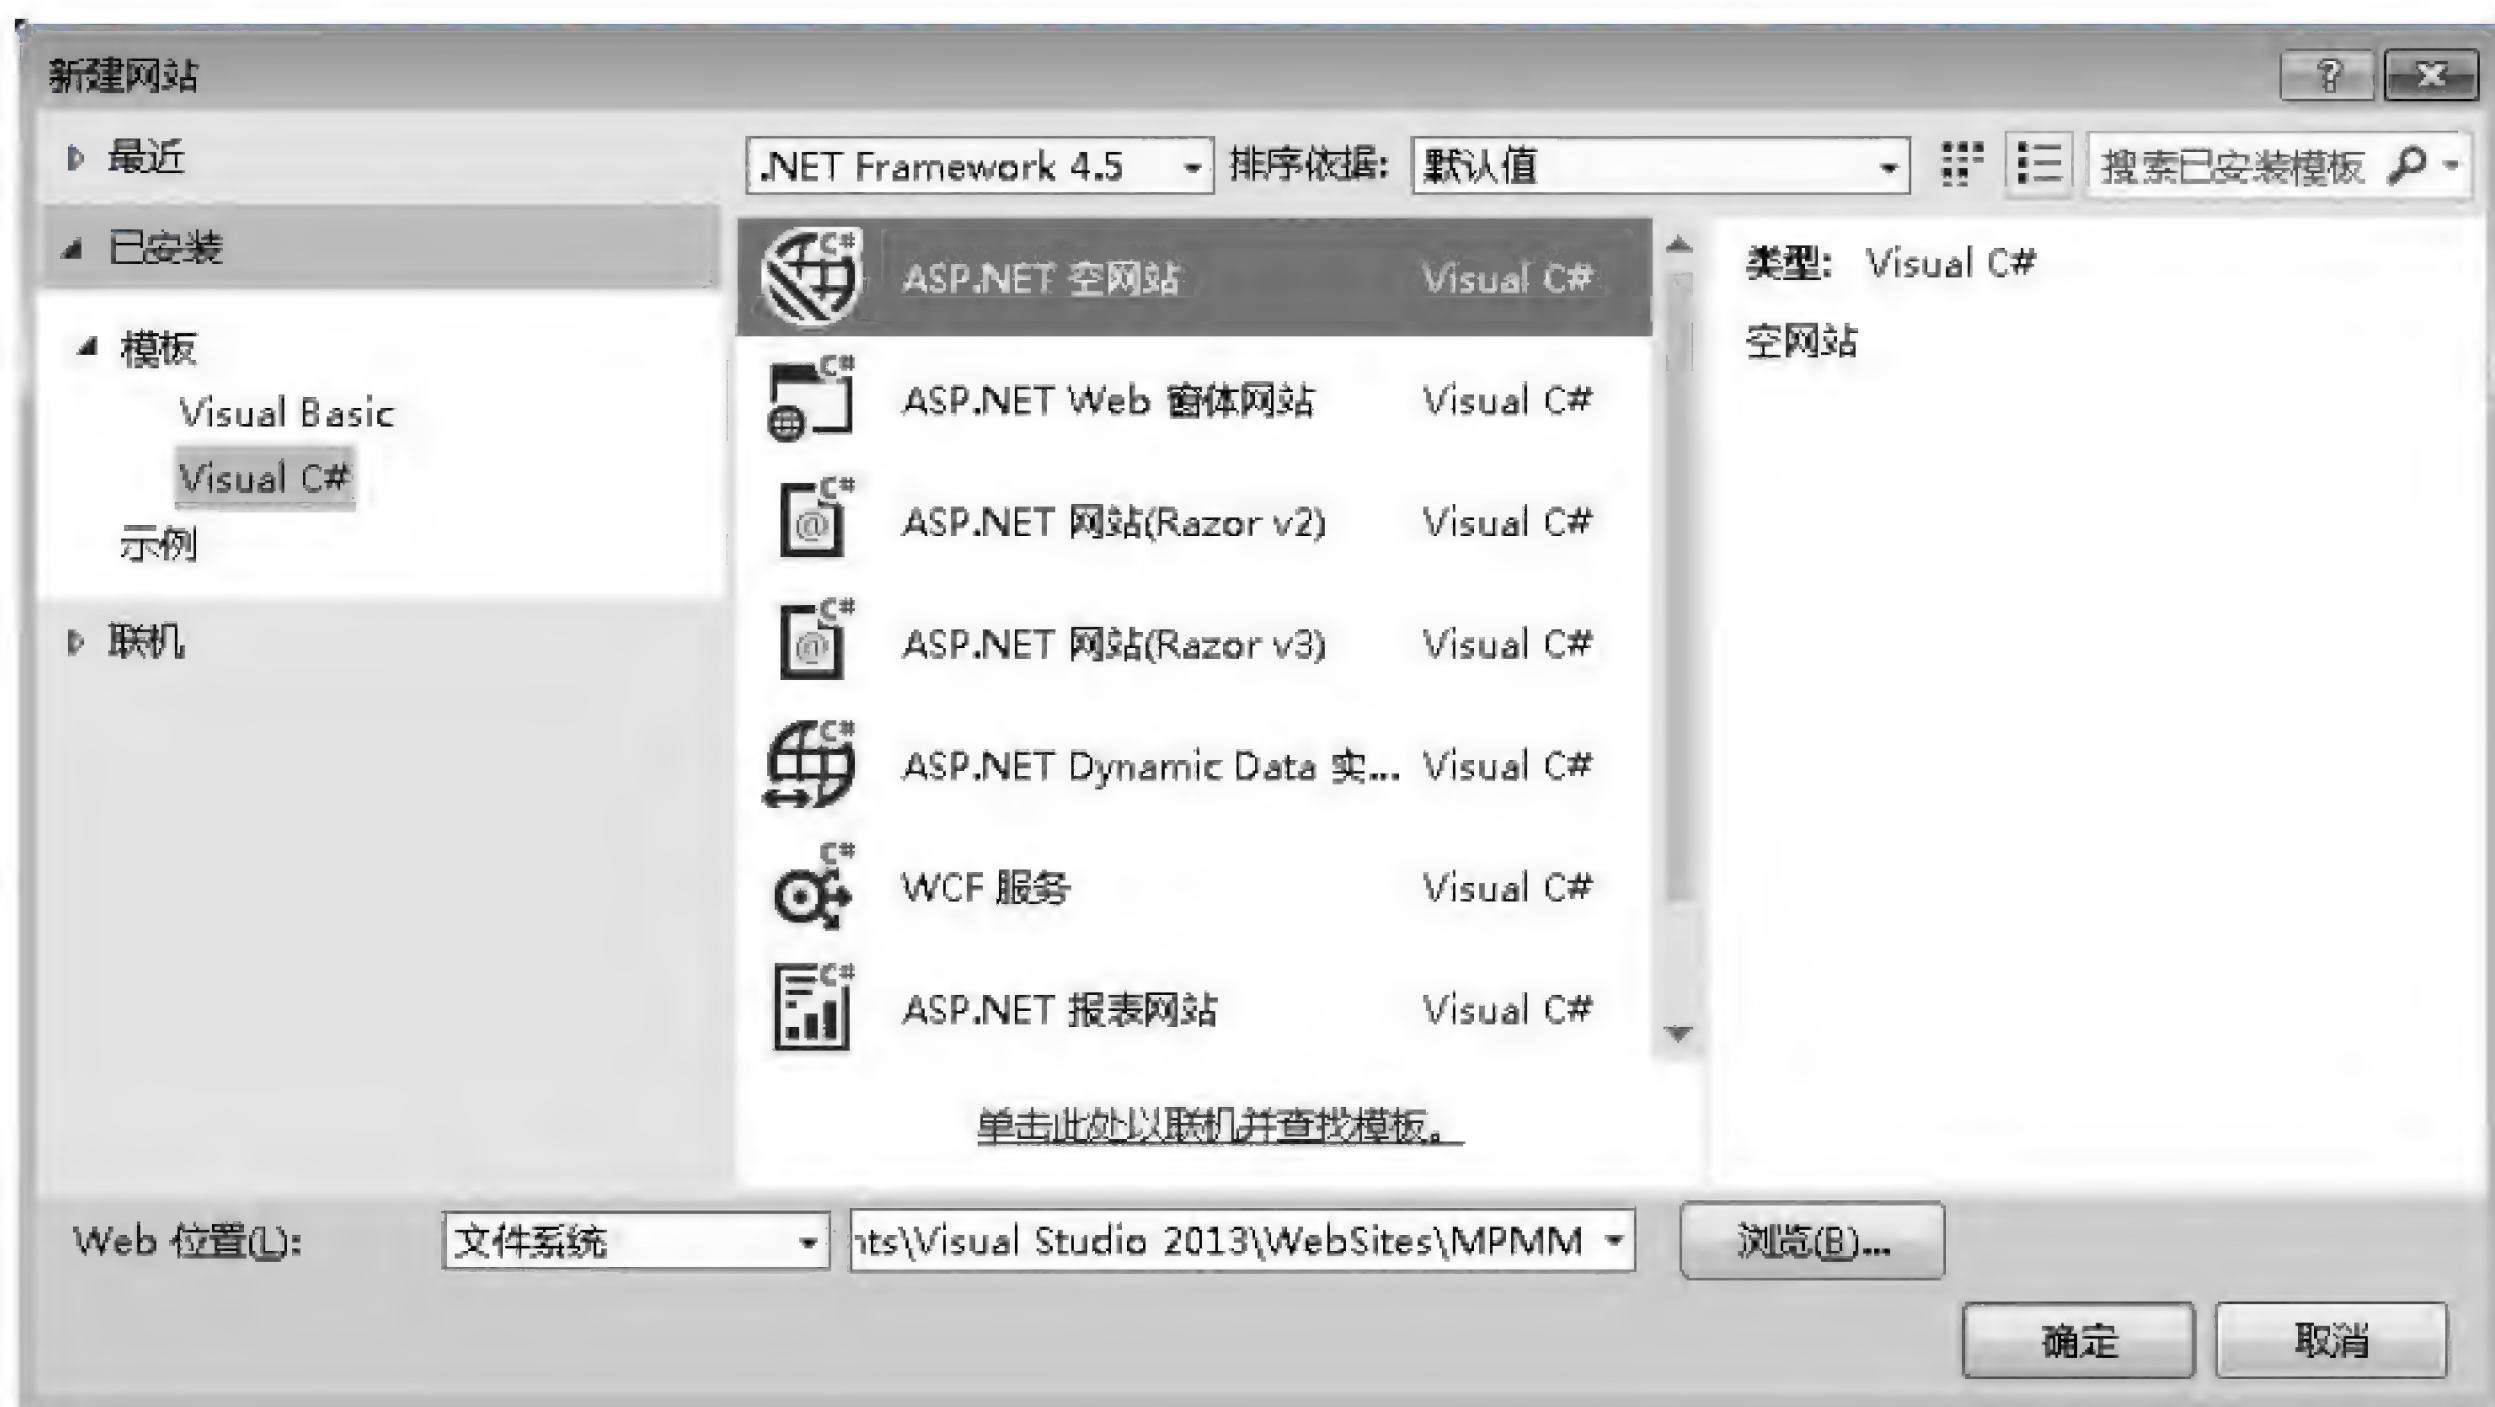 新建网站
最近
.NET Framework 4.5 排序依据: 默认值 搜索已安装模板
已安装
模板
Visual Basic
Visual C#
示例
联机
C# ASP.NET 空网站 Visual C#
C# ASP.NET Web 窗体网站 Visual C#
C# @ ASP.NET 网站(Razor v2) Visual C#
C# @ ASP.NET 网站(Razor v3) Visual C#
C# ASP.NET Dynamic Data 实... Visual C#
C# WCF 服务 Visual C#
C# ASP.NET 报表网站 Visual C#
单击此处以联机并查找模板。
类型: Visual C#
空网站
Web 位置(L): 文件系统 nts\Visual Studio 2013\WebSites\MPMM 浏览(B)...
确定 取消